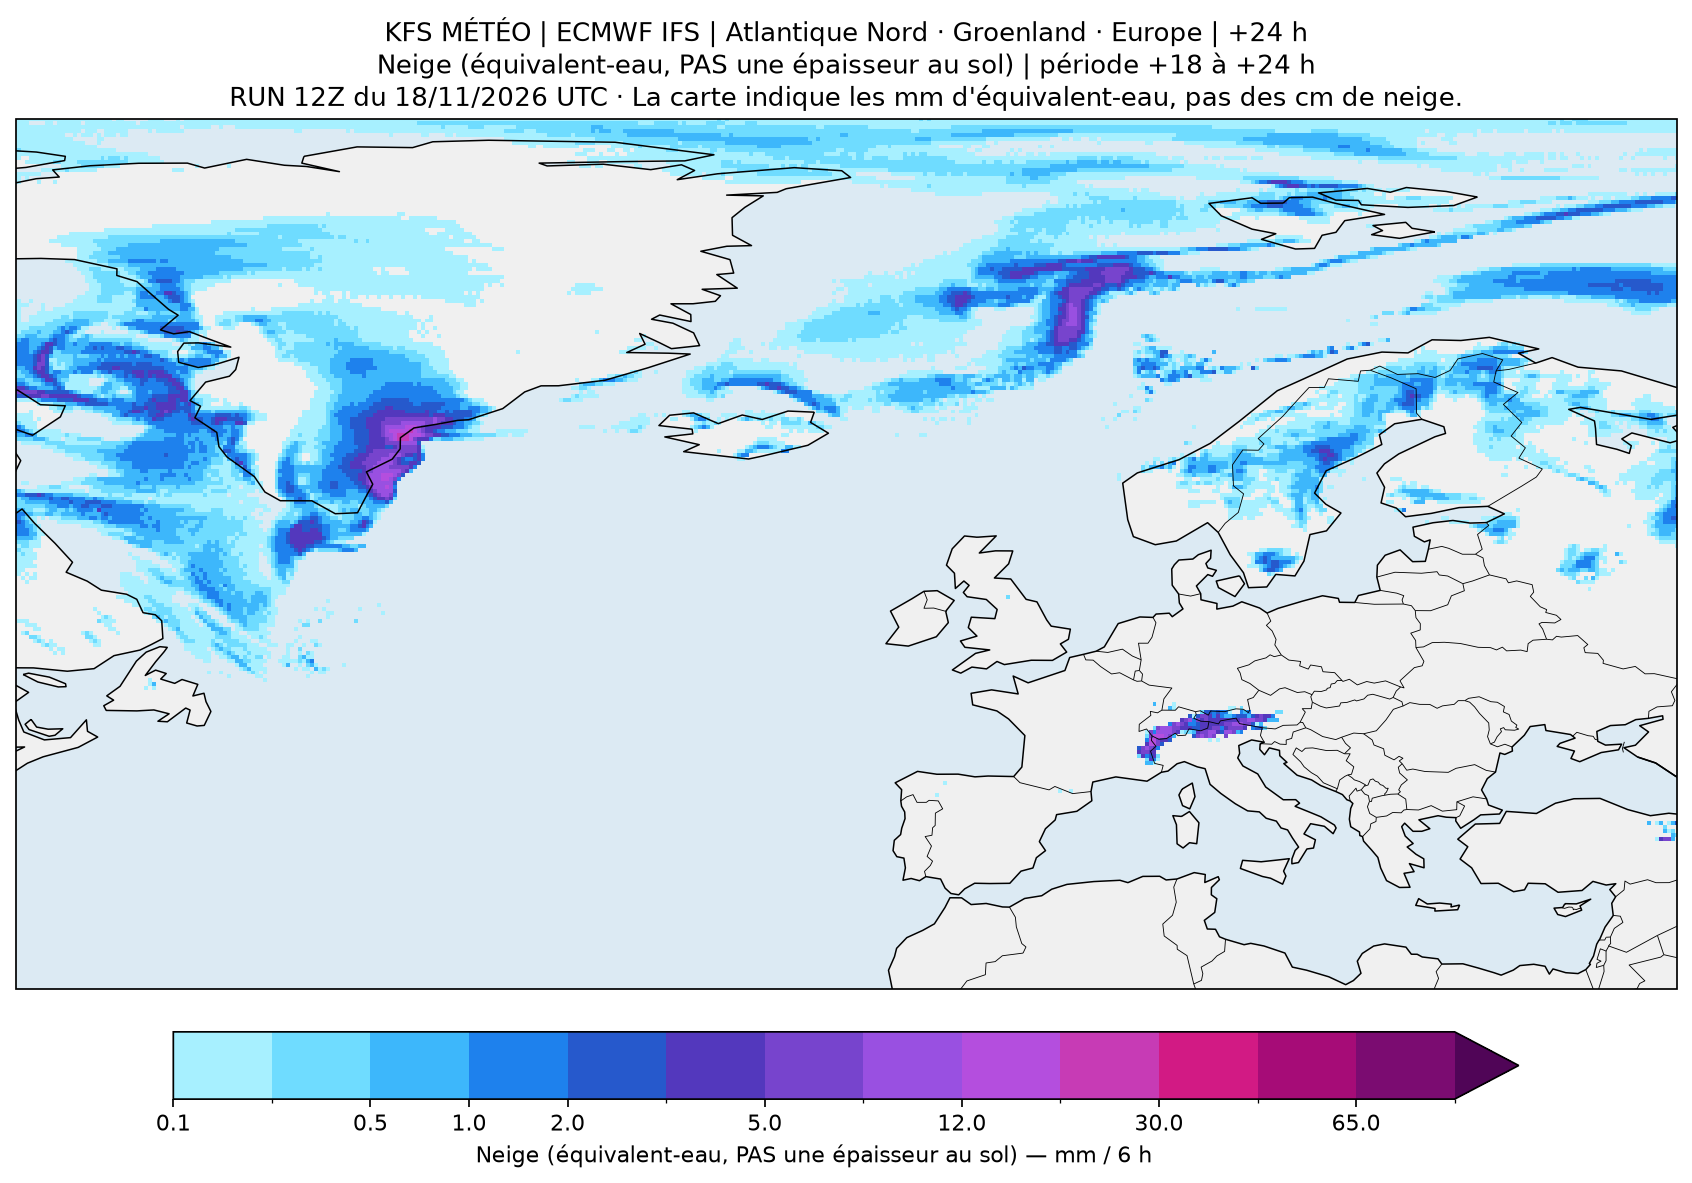 KFS MÉTÉO | ECMWF IFS | Atlantique Nord · Groenland · Europe | +24 h
Neige (équivalent-eau, PAS une épaisseur au sol) | période +18 à +24 h
RUN 12Z du 18/11/2026 UTC · La carte indique les mm d'équivalent-eau, pas des cm de neige.
0.1 0.5 1.0 2.0 5.0 12.0 30.0 65.0
Neige (équivalent-eau, PAS une épaisseur au sol) — mm / 6 h